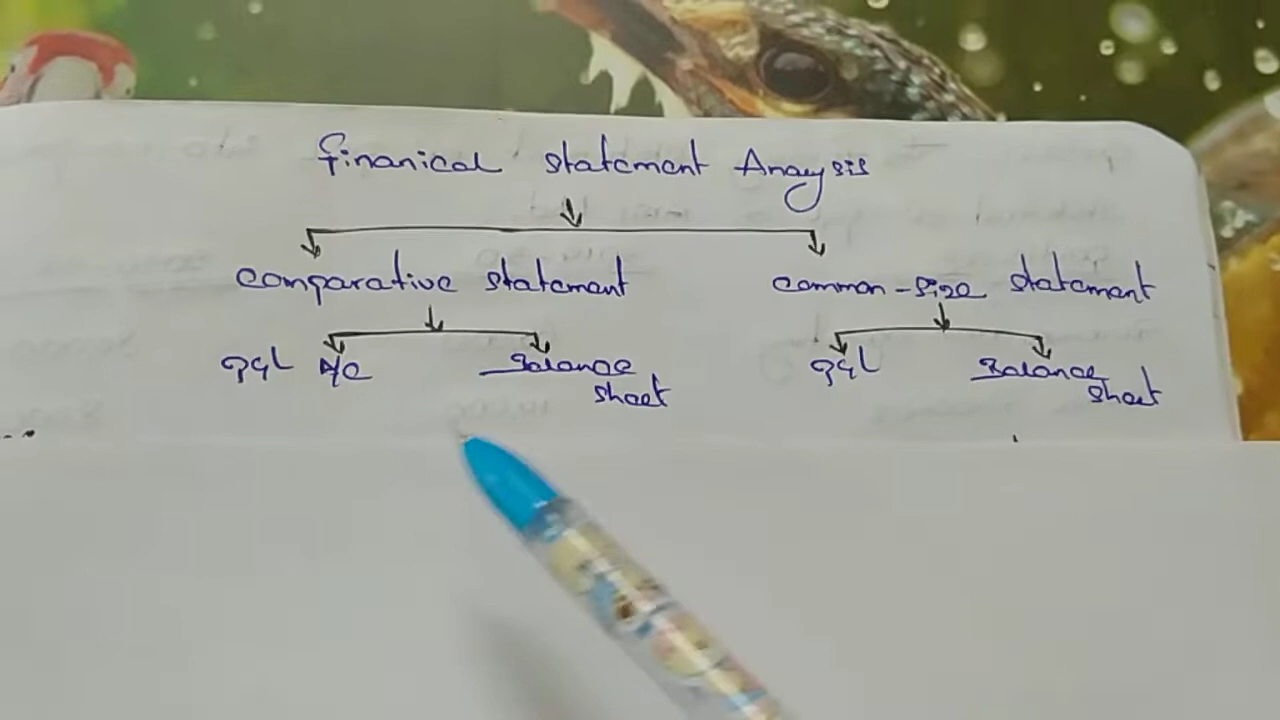 Finanical statement Anaysis
comparative statement common-size statement
P&L A/C Balance sheet P&L Balance sheet